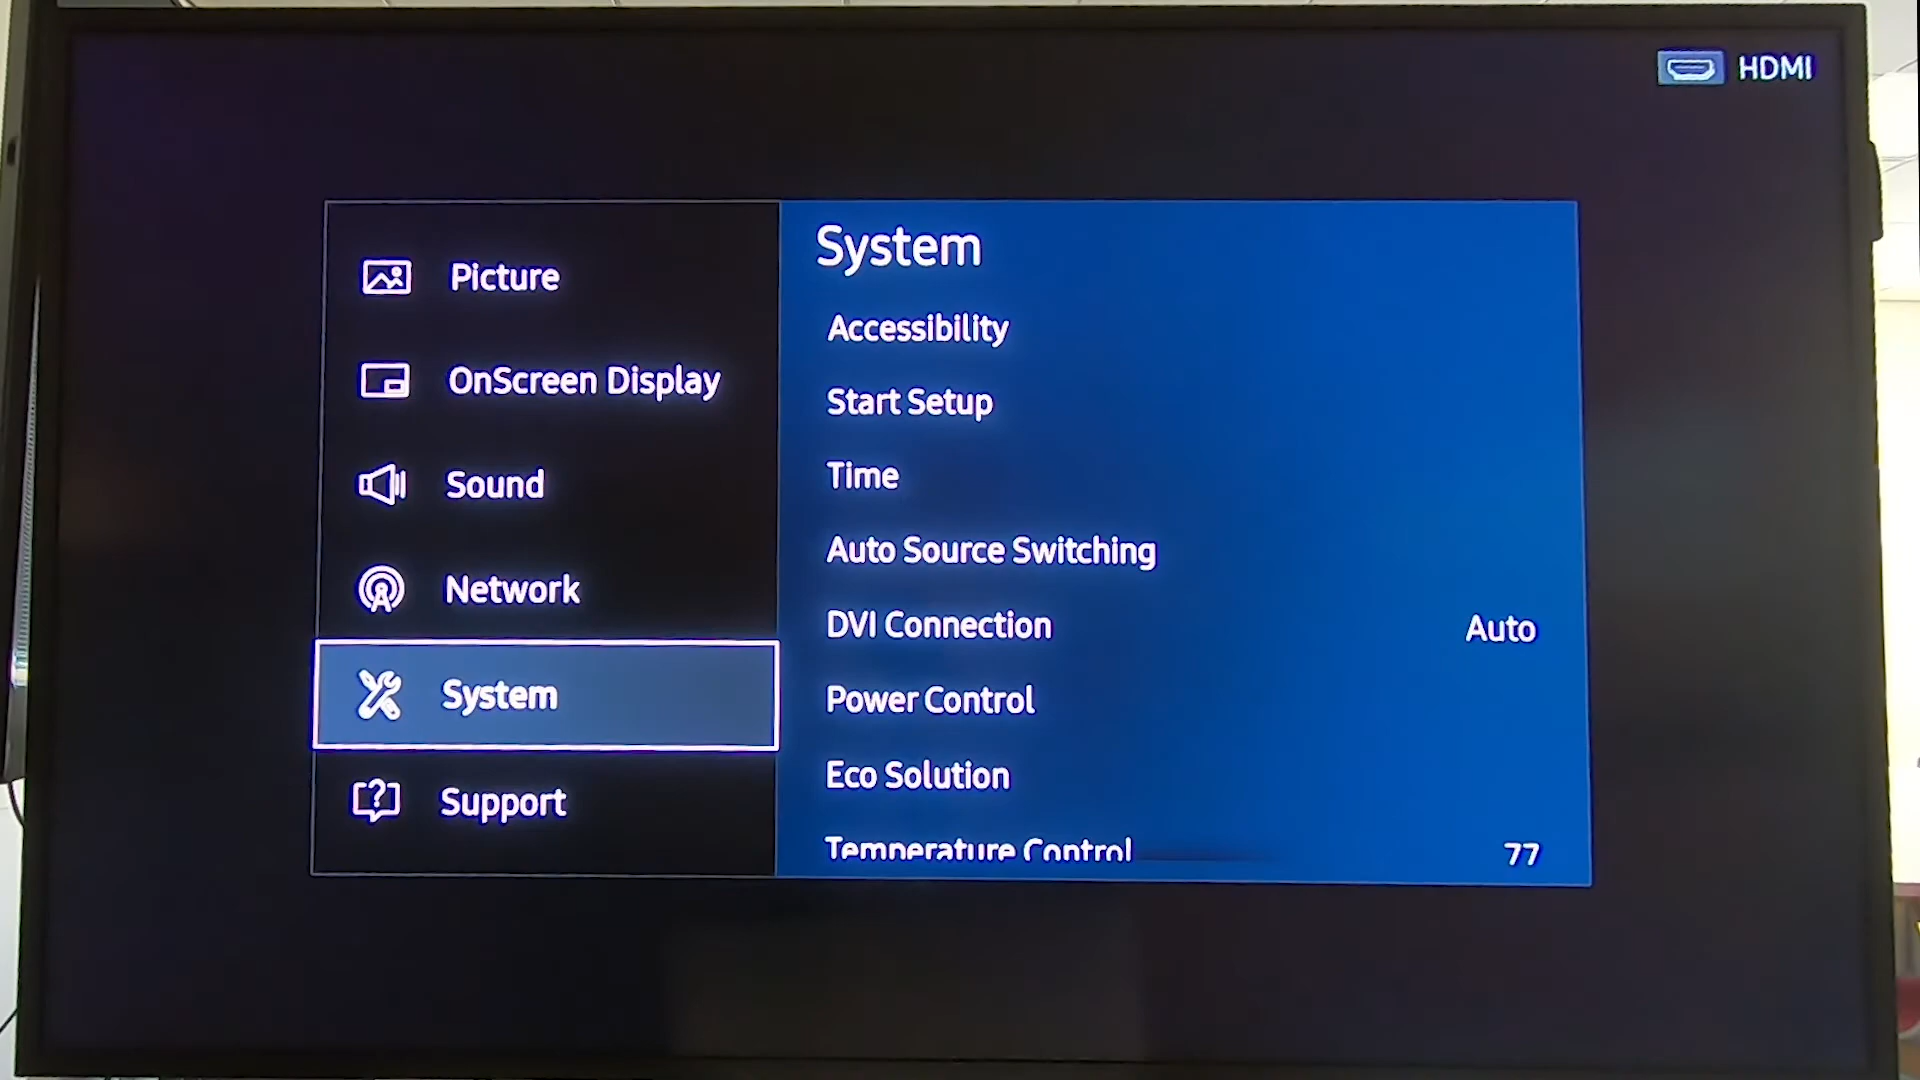 HDMI
Picture
OnScreen Display
Sound
Network
System
Support
System
Accessibility
Start Setup
Time
Auto Source Switching
DVI Connection Auto
Power Control
Eco Solution
Temperature Control 77